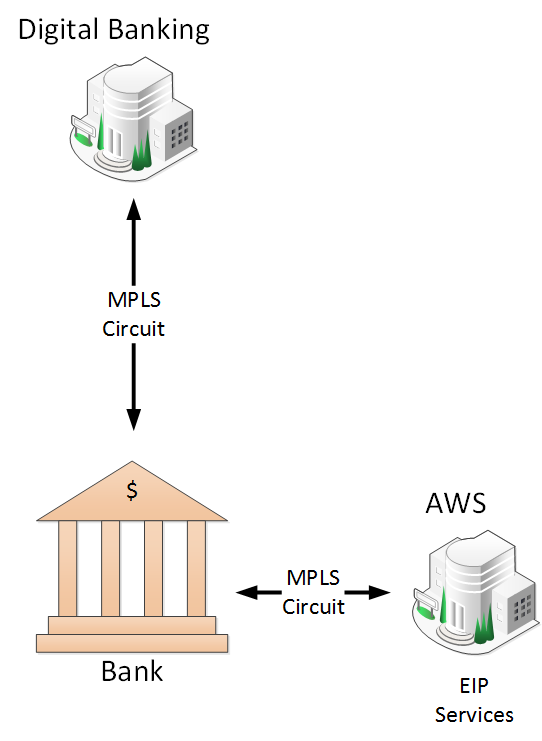 Digital Banking
MPLS
Circuit
$
Bank
MPLS
Circuit
AWS
EIP
Services